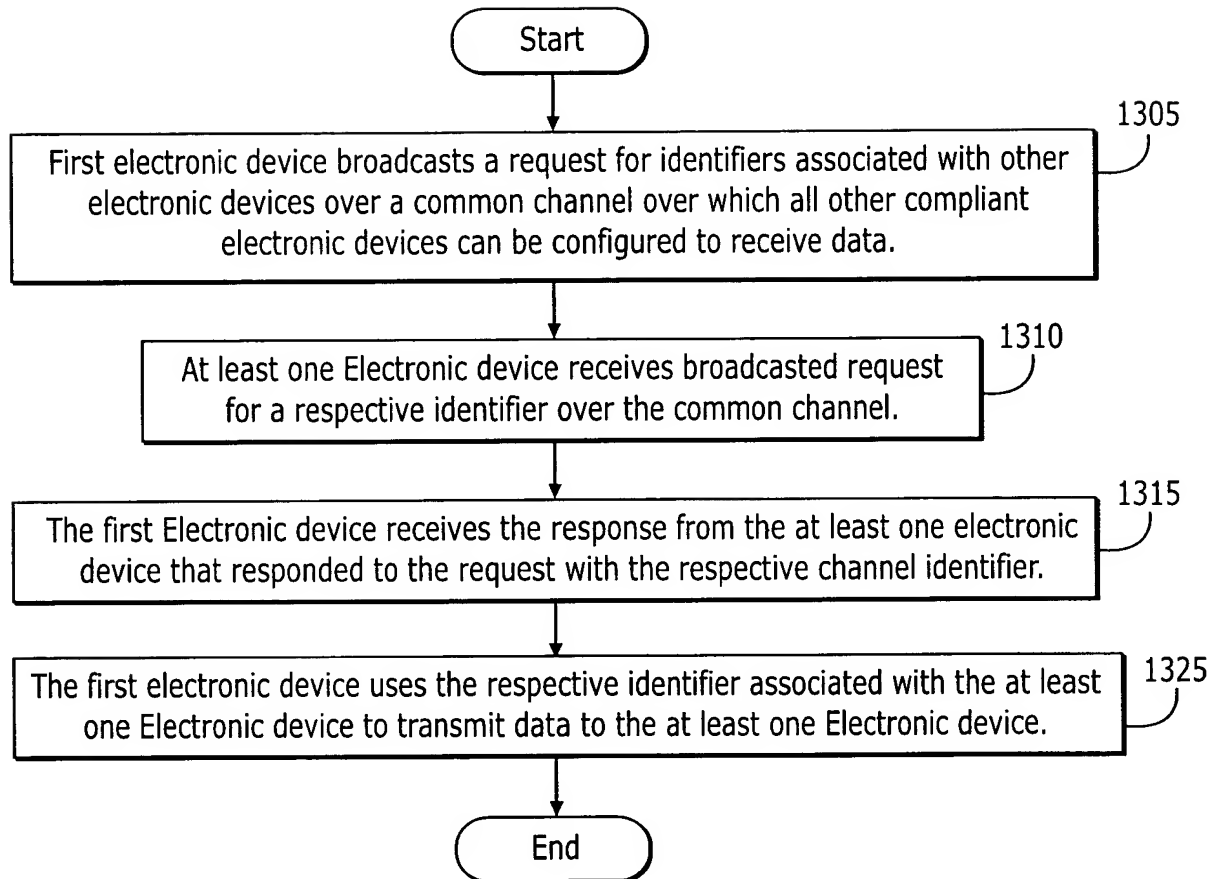 Start
1305
First electronic device broadcasts a request for identifiers associated with other
electronic devices over a common channel over which all other compliant
electronic devices can be configured to receive data.
1310
At least one Electronic device receives broadcasted request
for a respective identifier over the common channel.
1315
The first Electronic device receives the response from the at least one electronic
device that responded to the request with the respective channel identifier.
1325
The first electronic device uses the respective identifier associated with the at least
one Electronic device to transmit data to the at least one Electronic device.
End